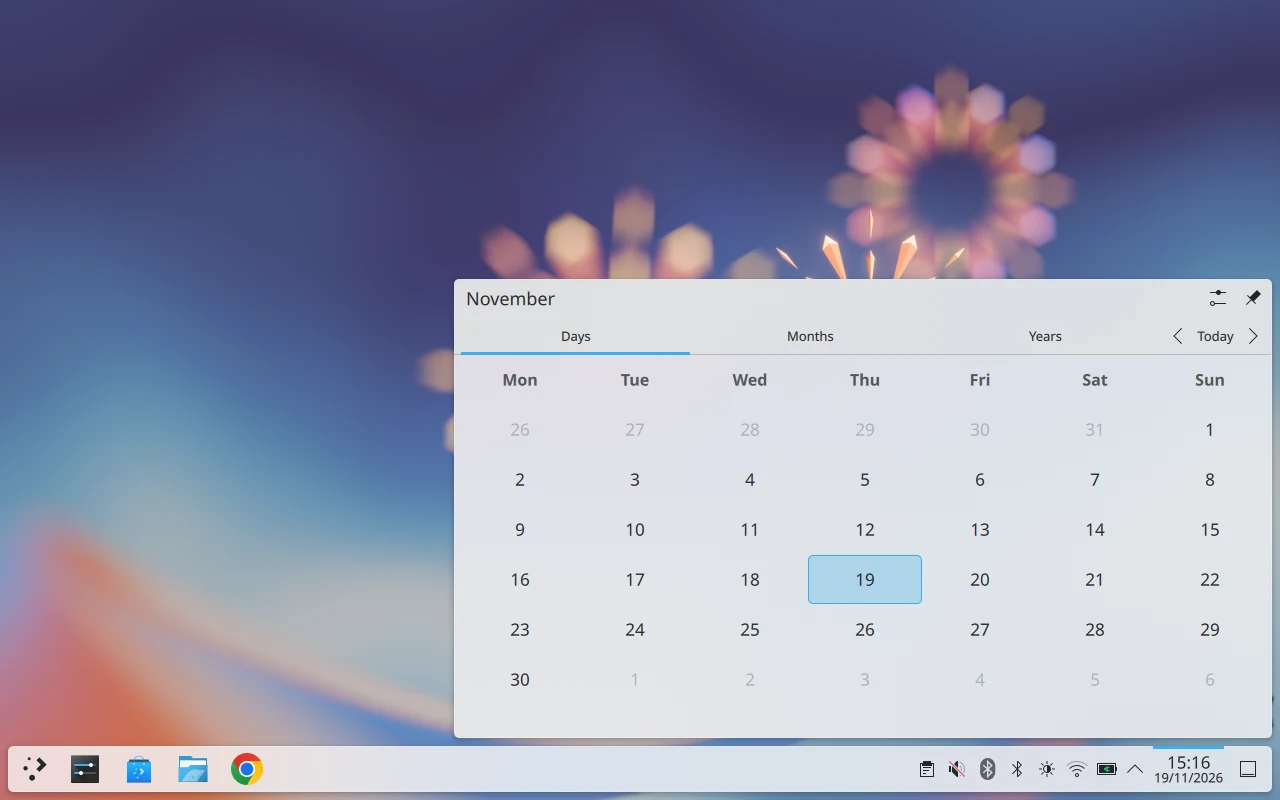 November
Days Months Years Today
Mon Tue Wed Thu Fri Sat Sun
26 27 28 29 30 31 1
2 3 4 5 6 7 8
9 10 11 12 13 14 15
16 17 18 19 20 21 22
23 24 25 26 27 28 29
30 1 2 3 4 5 6
15:16
19/11/2026